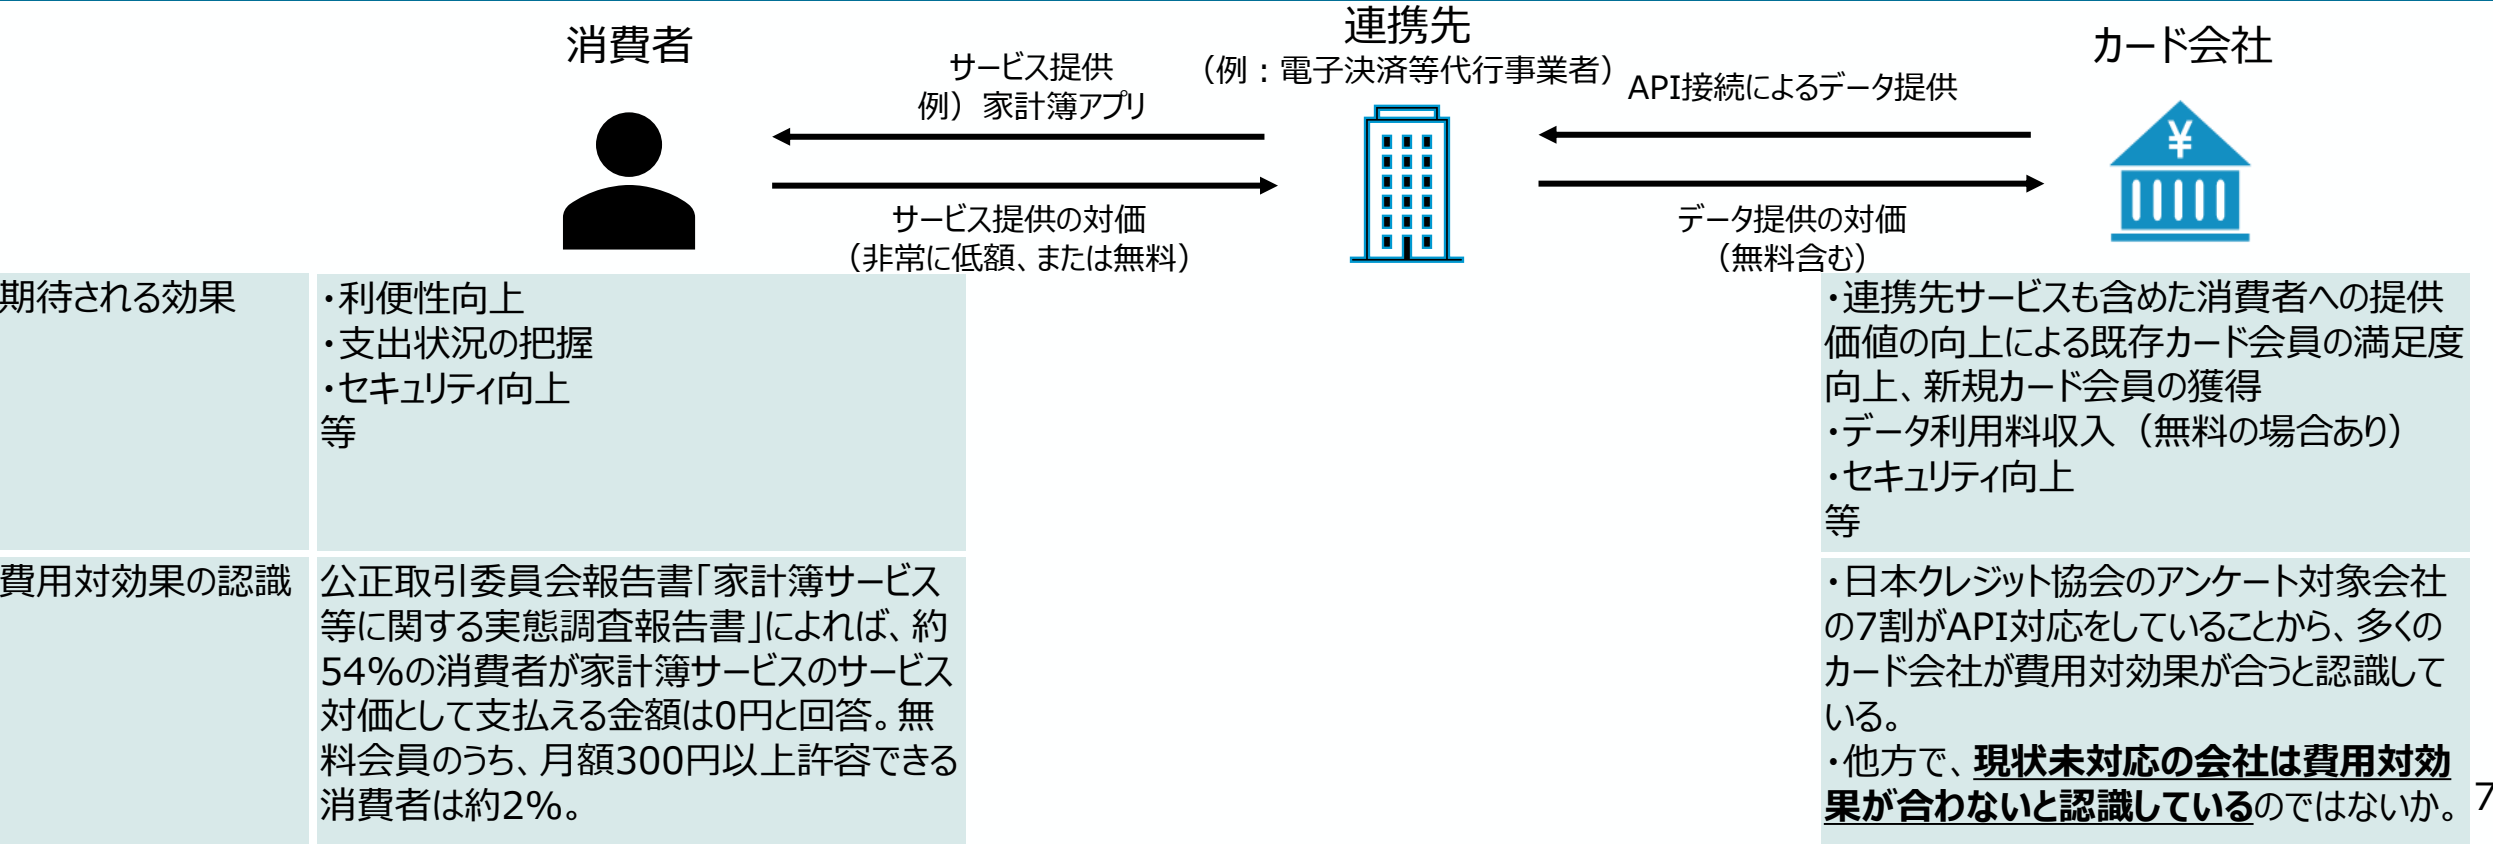 消費者
連携先
(例：電子決済等代行事業者)
カード会社
サービス提供
例）家計簿アプリ
API接続によるデータ提供
¥
サービス提供の対価
（非常に低額、または無料）
データ提供の対価
（無料含む）
期待される効果
・利便性向上
・支出状況の把握
・セキュリティ向上
等
・連携先サービスも含めた消費者への提供
価値の向上による既存カード会員の満足度
向上、新規カード会員の獲得
・データ利用料収入（無料の場合あり）
・セキュリティ向上
等
費用対効果の認識
公正取引委員会報告書「家計簿サービス
等に関する実態調査報告書」によれば、約
54%の消費者が家計簿サービスのサービス
対価として支払える金額は0円と回答。無
料会員のうち、月額300円以上許容できる
消費者は約2%。
・日本クレジット協会のアンケート対象会社
の7割がAPI対応をしていることから、多くの
カード会社が費用対効果が合うと認識して
いる。
・他方で、現状未対応の会社は費用対効
果が合わないと認識しているのではないか。
7